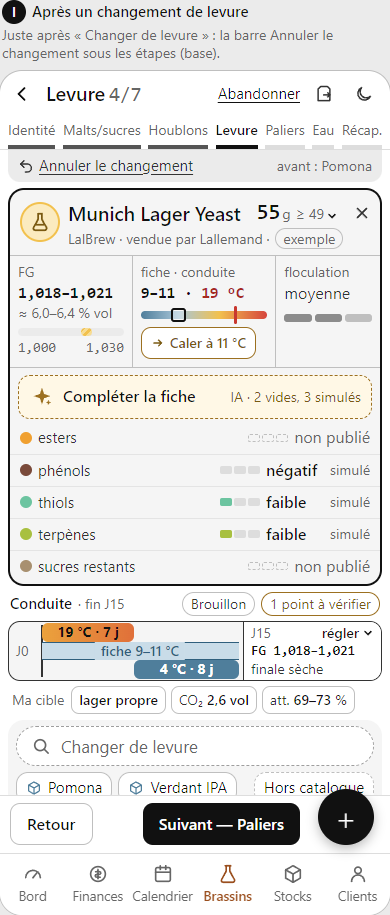 I Après un changement de levure
Juste après « Changer de levure » : la barre Annuler le
changement sous les étapes (base).
Levure 4/7 Abandonner
Identité Malts/sucres Houblons Levure Paliers Eau Récap.
Annuler le changement avant : Pomona
Munich Lager Yeast 55 g ≥ 49
LalBrew · vendue par Lallemand · exemple
FG fiche · conduite floculation
1,018–1,021 9–11 · 19 °C moyenne
≈ 6,0–6,4 % vol
1,000 1,030 → Caler à 11 °C
Compléter la fiche IA · 2 vides, 3 simulés
esters non publié
phénols négatif simulé
thiols faible simulé
terpènes faible simulé
sucres restants non publié
Conduite · fin J15 Brouillon 1 point à vérifier
19 °C · 7 j J15 régler
J0 fiche 9–11 °C FG 1,018–1,021
4 °C · 8 j finale sèche
Ma cible lager propre CO₂ 2,6 vol att. 69–73 %
Changer de levure
Pomona Verdant IPA Hors catalogue
Retour Suivant — Paliers +
Bord Finances Calendrier Brassins Stocks Clients